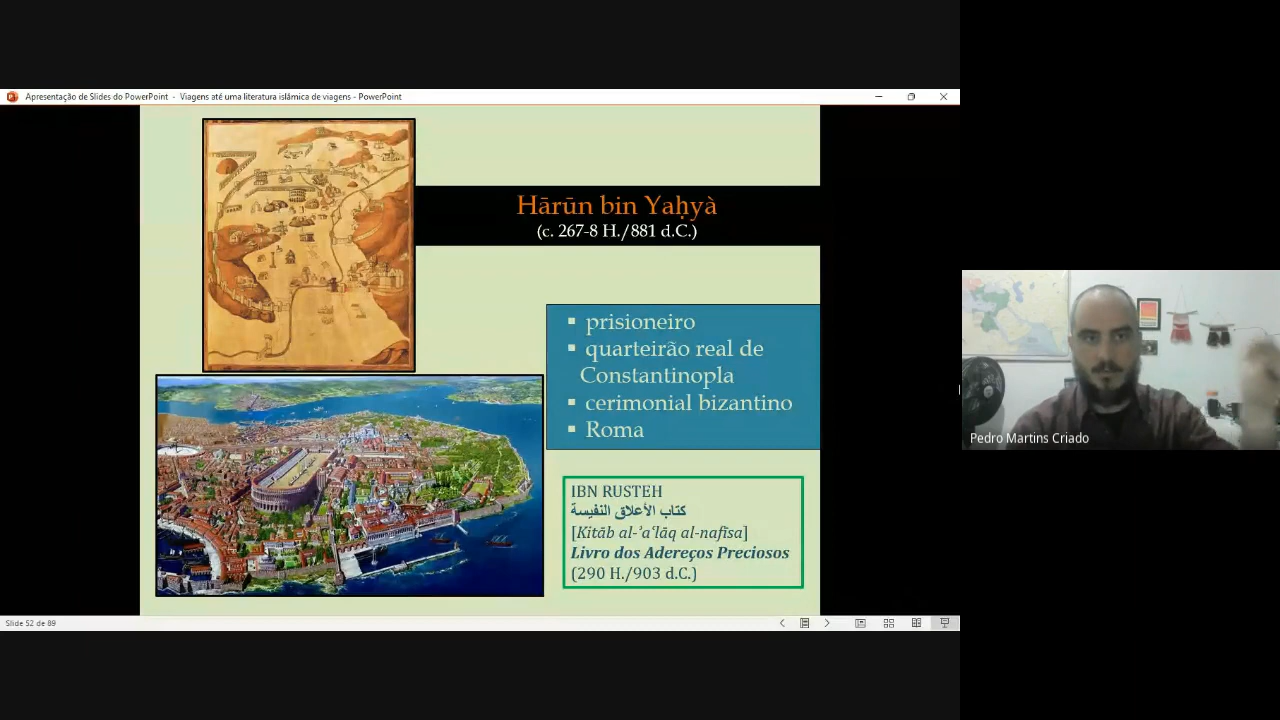 Apresentação de Slides do PowerPoint - Viagens até uma literatura islâmica de viagens - PowerPoint
Hārūn bin Yaḥyà
(c. 267-8 H./881 d.C.)
▪ prisioneiro
▪ quarteirão real de
Constantinopla
▪ cerimonial bizantino
▪ Roma
IBN RUSTEH
كتاب الأعلاق النفيسة
[Kitāb al-ʾaʿlāq al-nafīsa]
Livro dos Adereços Preciosos
(290 H./903 d.C.)
Pedro Martins Criado
Slide 52 de 89